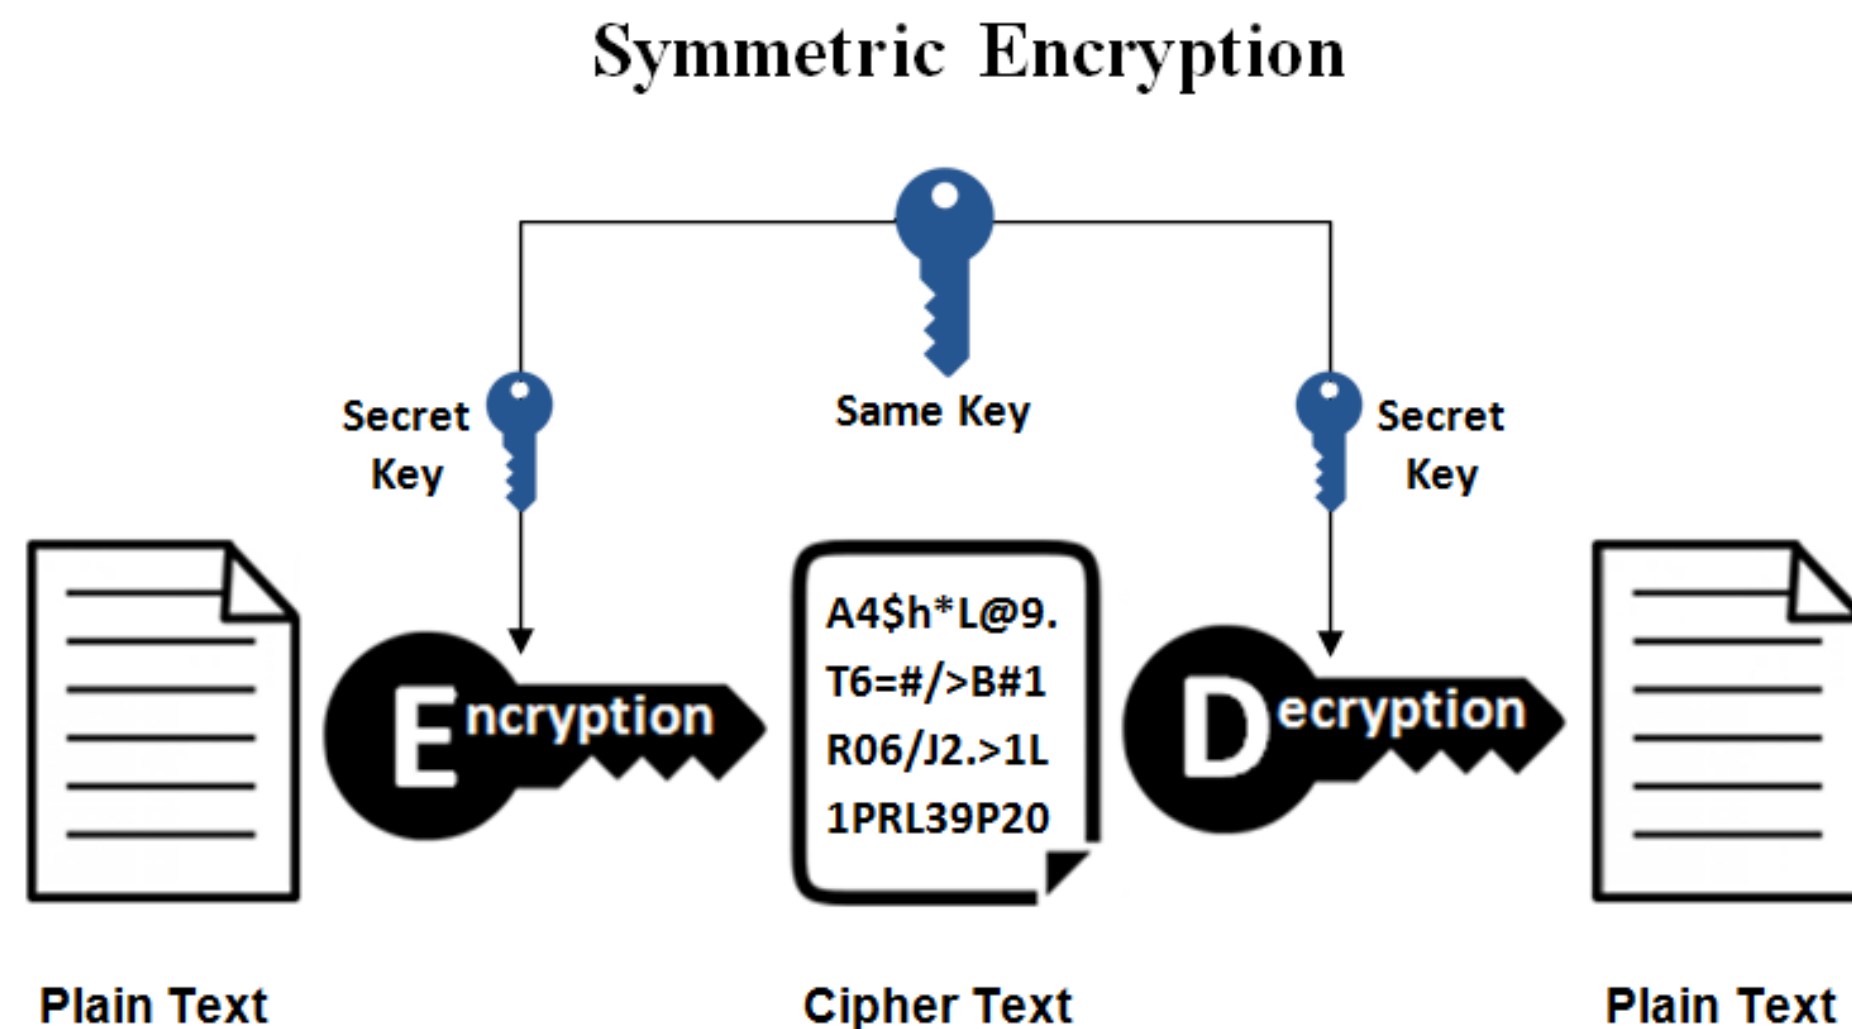 Symmetric Encryption
Same Key
Secret
Key
Secret
Key
Encryption
A4$h*L@9.
T6=#/>B#1
R06/J2.>1L
1PRL39P20
Decryption
Plain Text
Cipher Text
Plain Text